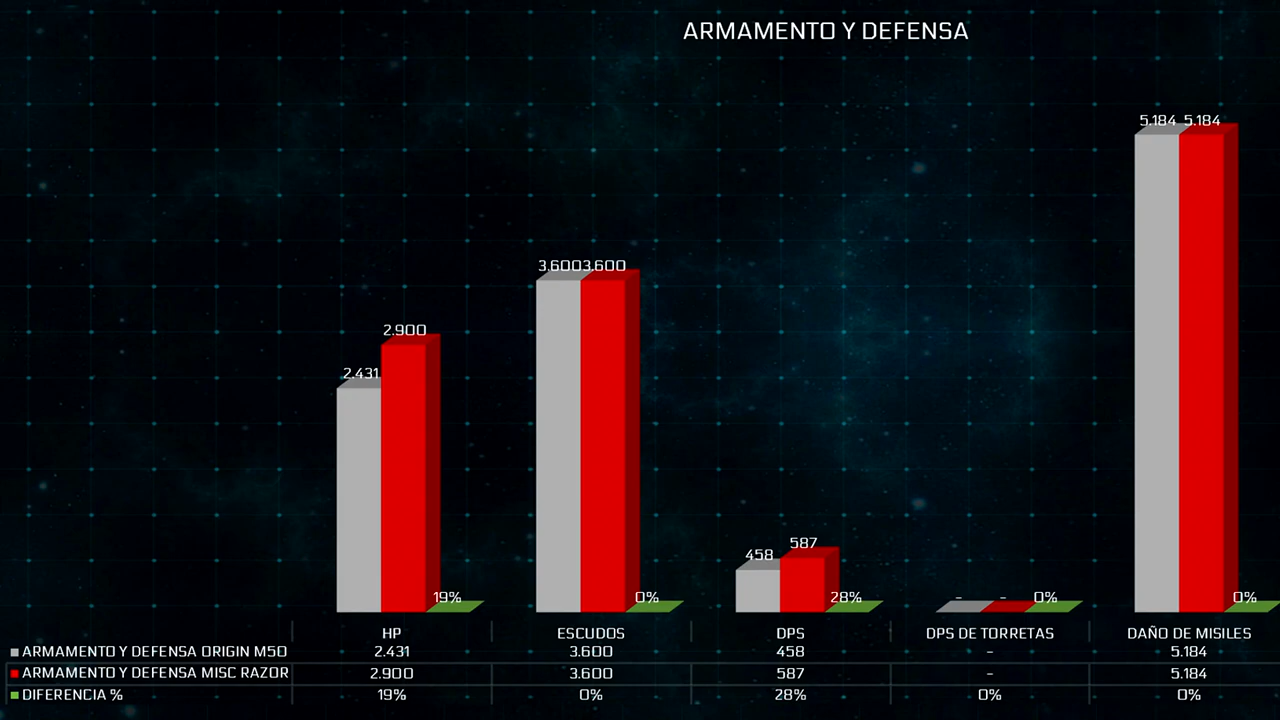 ARMAMENTO Y DEFENSA
5.184 5.184
3.600 3.600
2.900
2.431
587
458
19% 0% 28% - - 0% 0%
HP ESCUDOS DPS DPS DE TORRETAS DAÑO DE MISILES
ARMAMENTO Y DEFENSA ORIGIN M50 2.431 3.600 458 - 5.184
ARMAMENTO Y DEFENSA MISC RAZOR 2.900 3.600 587 - 5.184
DIFERENCIA % 19% 0% 28% 0% 0%